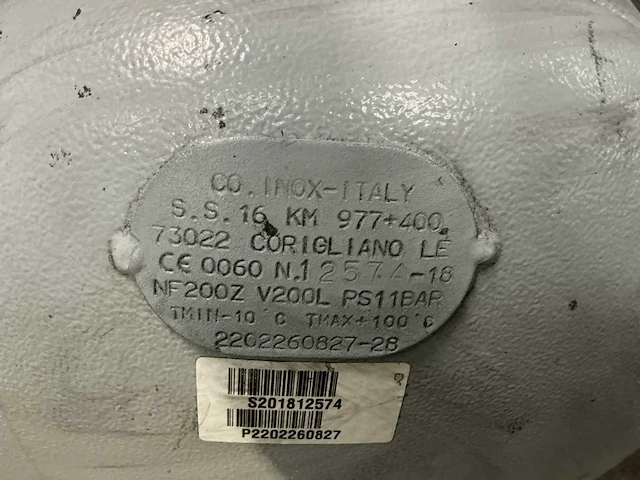 CO. INOX-ITALY
S.S. 16 KM 977+400
73022 CORIGLIANO LE
CE 0060 N.12574-18
NF200Z V200L PS11BAR
TMIN-10°C TMAX+100°C
2202260827-28
S201812574
P2202260827